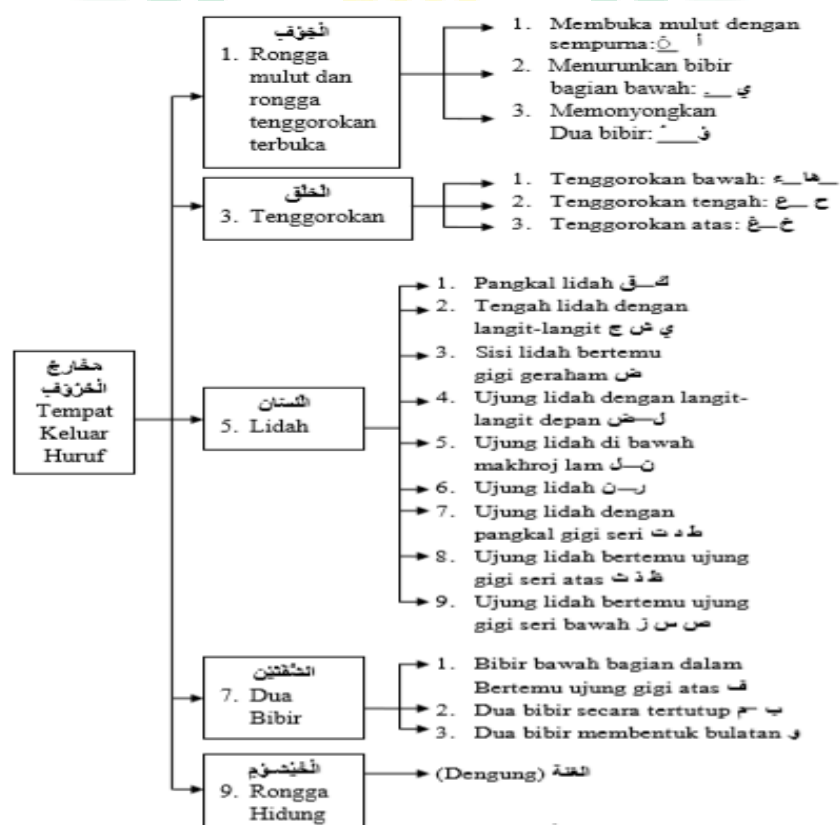 مخارج
الْحُرُوْفِ
Tempat
Keluar
Huruf
الْجَوْفِ
1. Rongga
mulut dan
rongga
tenggorokan
terbuka
1. Membuka mulut dengan
sempurna: أ
2. Menurunkan bibir
bagian bawah: ي
3. Memonyongkan
Dua bibir:
الْحَلْق
3. Tenggorokan
1. Tenggorokan bawah: ء ها
2. Tenggorokan tengah: ع ح
3. Tenggorokan atas: غ خ
5. Lidah
1. Pangkal lidah ك ق
2. Tengah lidah dengan
langit-langit ي ش ج
3. Sisi lidah bertemu
gigi geraham ض
4. Ujung lidah dengan langit-
langit depan ل ض
5. Ujung lidah di bawah
makhroj lam ن ل
6. Ujung lidah ر ن
7. Ujung lidah dengan
pangkal gigi seri ط د ت
8. Ujung lidah bertemu ujung
gigi seri atas ظ ذ ث
9. Ujung lidah bertemu ujung
gigi seri bawah ص س ز
7. Dua
Bibir
1. Bibir bawah bagian dalam
Bertemu ujung gigi atas ف
2. Dua bibir secara tertutup ب م
3. Dua bibir membentuk bulatan و
الْخَيْشُوْمِ
9. Rongga
Hidung
(Dengung) الغنة